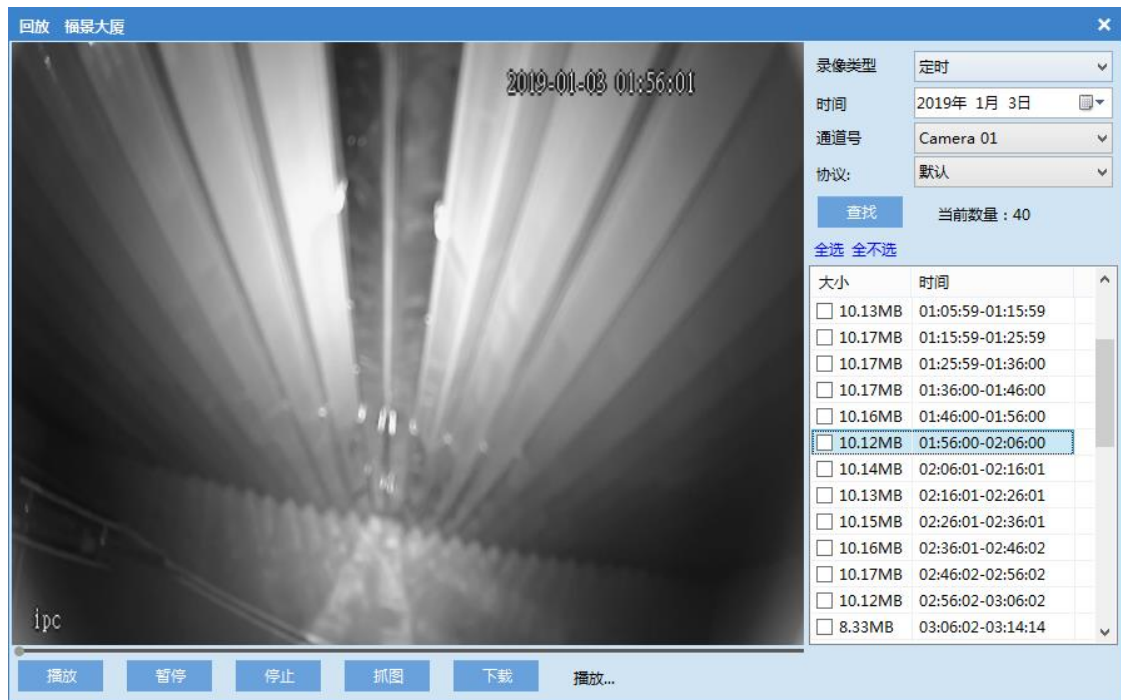 回放 福景大厦
2019-01-03 01:56:01
ipc
录像类型 定时
时间 2019年 1月 3日
通道号 Camera 01
协议: 默认
查找 当前数量：40
全选 全不选
大小 时间
10.13MB 01:05:59-01:15:59
10.17MB 01:15:59-01:25:59
10.17MB 01:25:59-01:36:00
10.17MB 01:36:00-01:46:00
10.16MB 01:46:00-01:56:00
10.12MB 01:56:00-02:06:00
10.14MB 02:06:01-02:16:01
10.13MB 02:16:01-02:26:01
10.15MB 02:26:01-02:36:01
10.16MB 02:36:01-02:46:02
10.17MB 02:46:02-02:56:02
10.12MB 02:56:02-03:06:02
8.33MB 03:06:02-03:14:14
播放 暂停 停止 抓图 下载 播放...